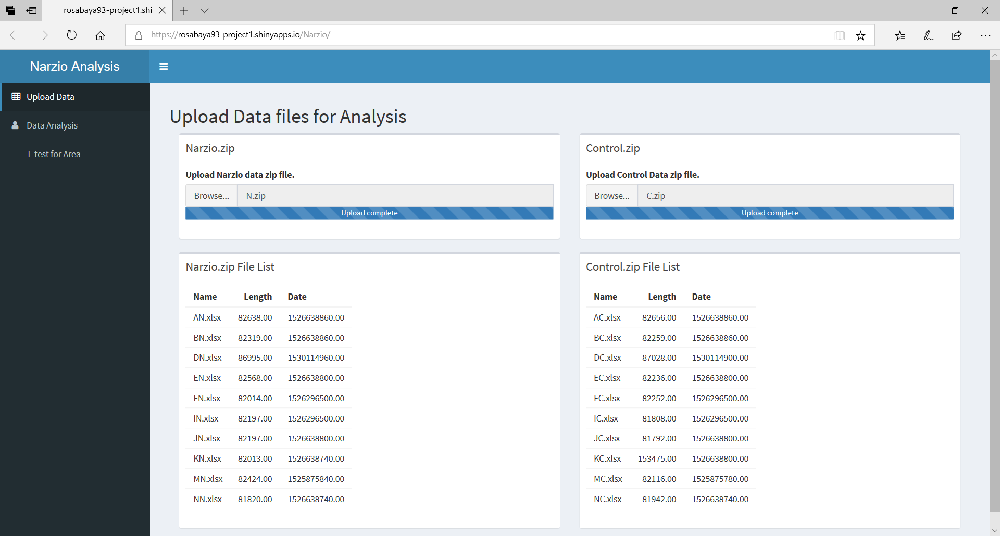 rosabaya93-project1.shi
https://rosabaya93-project1.shinyapps.io/Narzio/
Narzio Analysis
Upload Data
Data Analysis
T-test for Area
Upload Data files for Analysis
Narzio.zip
Upload Narzio data zip file.
Browse... N.zip
Upload complete
Control.zip
Upload Control Data zip file.
Browse... C.zip
Upload complete
Narzio.zip File List
Name Length Date
AN.xlsx 82638.00 1526638860.00
BN.xlsx 82319.00 1526638860.00
DN.xlsx 86995.00 1530114960.00
EN.xlsx 82568.00 1526638800.00
FN.xlsx 82014.00 1526296500.00
IN.xlsx 82197.00 1526296500.00
JN.xlsx 82197.00 1526638800.00
KN.xlsx 82013.00 1526638740.00
MN.xlsx 82424.00 1525875840.00
NN.xlsx 81820.00 1526638740.00
Control.zip File List
Name Length Date
AC.xlsx 82656.00 1526638860.00
BC.xlsx 82259.00 1526638860.00
DC.xlsx 87028.00 1530114900.00
EC.xlsx 82236.00 1526638800.00
FC.xlsx 82252.00 1526296500.00
IC.xlsx 81808.00 1526296500.00
JC.xlsx 81792.00 1526638800.00
KC.xlsx 153475.00 1526638800.00
MC.xlsx 82116.00 1525875780.00
NC.xlsx 81942.00 1526638740.00